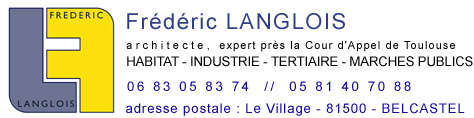 FREDERIC
LANGLOIS
Frédéric LANGLOIS
architecte, expert près la Cour d'Appel de Toulouse
HABITAT - INDUSTRIE - TERTIAIRE - MARCHES PUBLICS
06 83 05 83 74 // 05 81 40 70 88
adresse postale : Le Village - 81500 - BELCASTEL